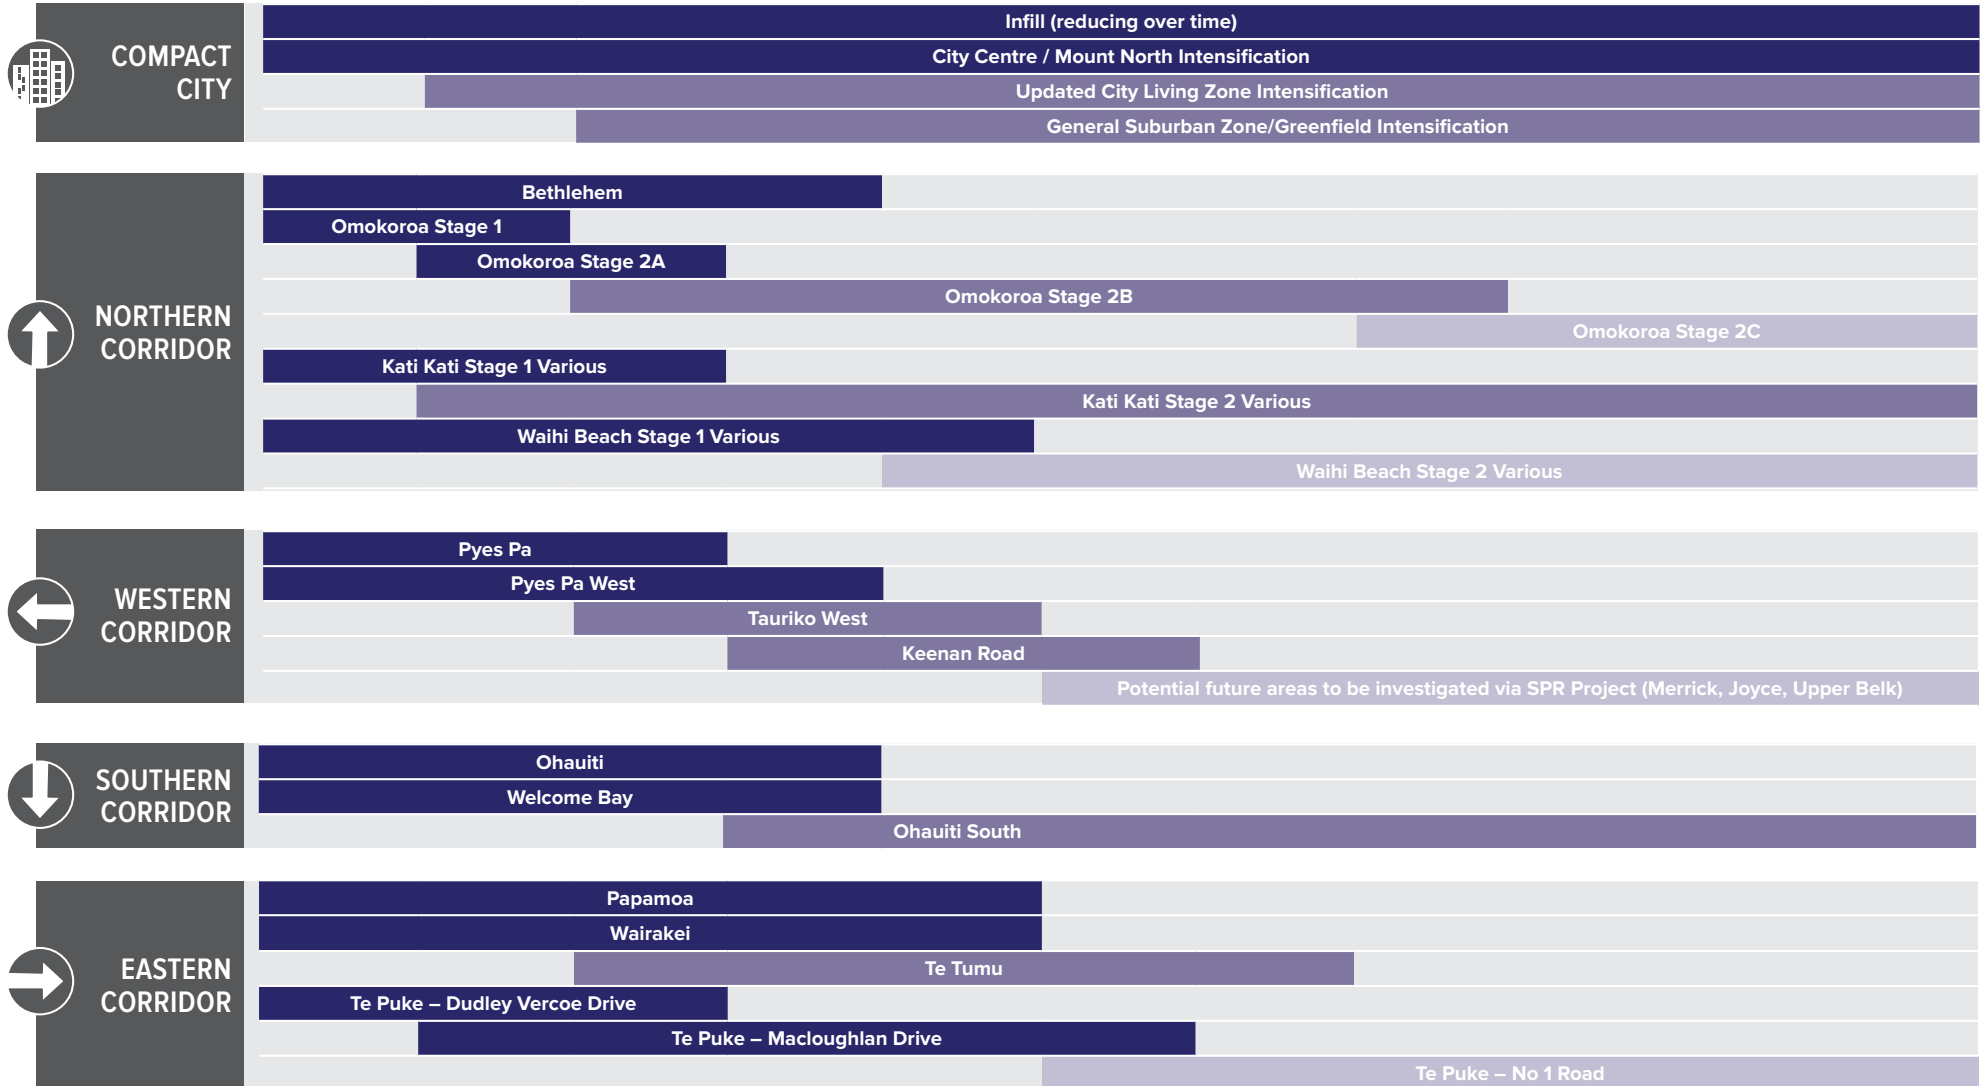 COMPACT
CITY
Infill (reducing over time)
City Centre / Mount North Intensification
Updated City Living Zone Intensification
General Suburban Zone/Greenfield Intensification
NORTHERN
CORRIDOR
Bethlehem
Omokoroa Stage 1
Omokoroa Stage 2A
Omokoroa Stage 2B
Omokoroa Stage 2C
Kati Kati Stage 1 Various
Kati Kati Stage 2 Various
Waihi Beach Stage 1 Various
Waihi Beach Stage 2 Various
WESTERN
CORRIDOR
Pyes Pa
Pyes Pa West
Tauriko West
Keenan Road
Potential future areas to be investigated via SPR Project (Merrick, Joyce, Upper Belk)
SOUTHERN
CORRIDOR
Ohauiti
Welcome Bay
Ohauiti South
EASTERN
CORRIDOR
Papamoa
Wairakei
Te Tumu
Te Puke – Dudley Vercoe Drive
Te Puke – Macloughlan Drive
Te Puke – No 1 Road